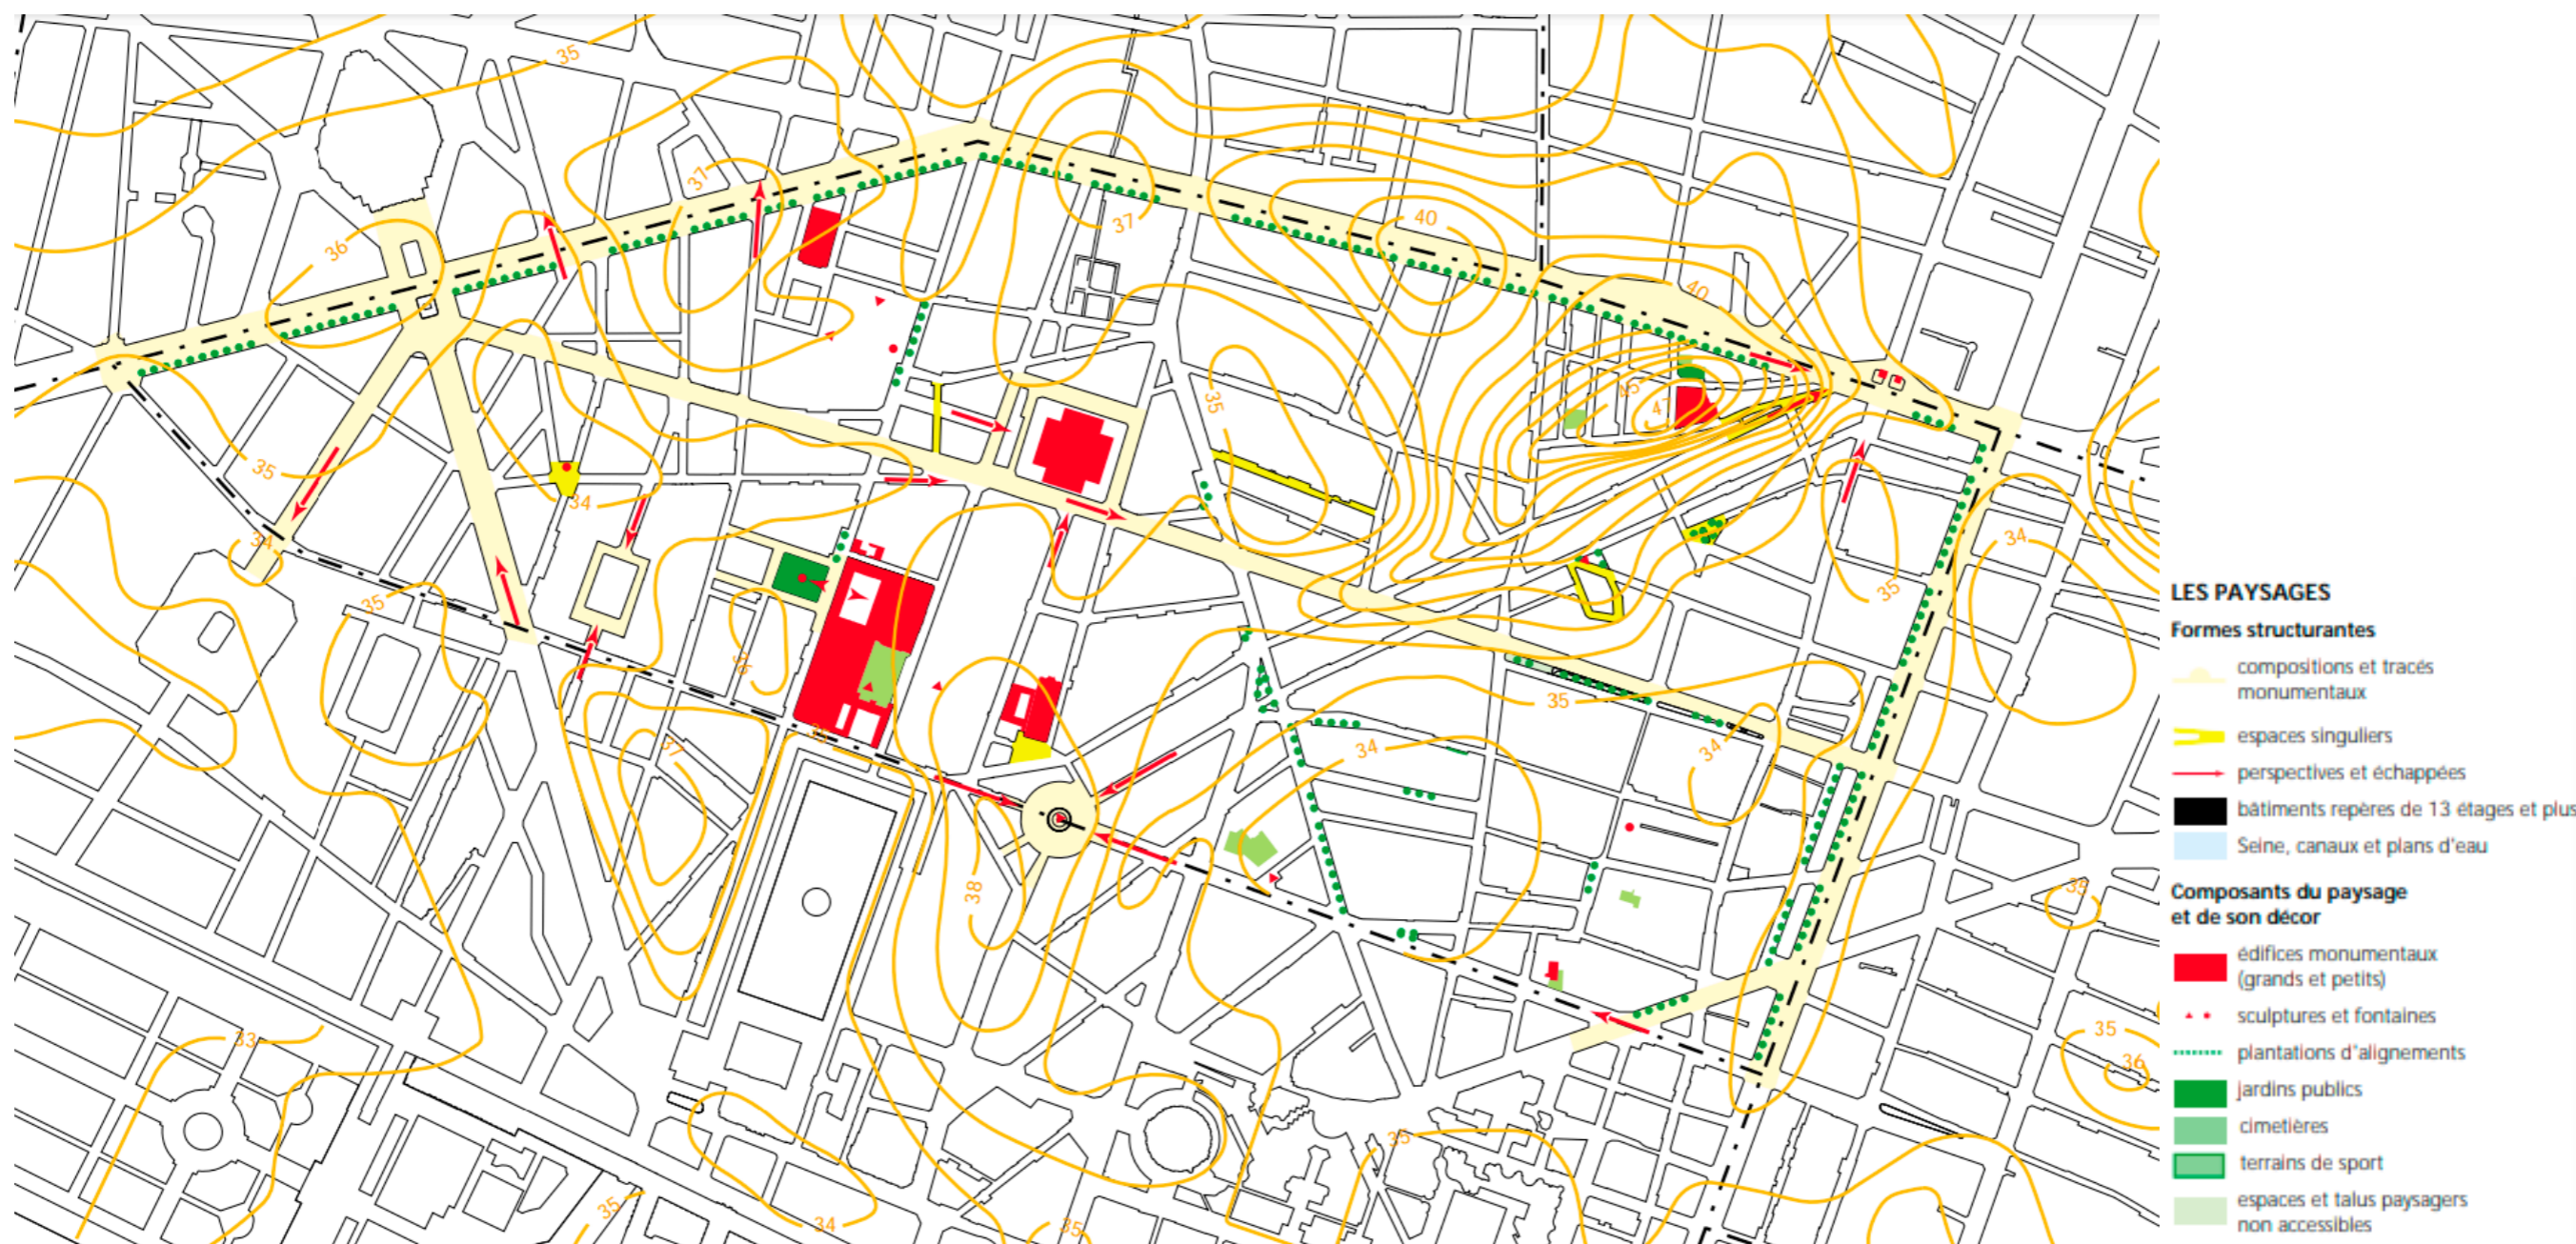 35
37
36
37
40
40
45
47
35
35
34
34
34
35
35
36
35
37
35
34
34
38
35
33
35
36
35
34
35
35
LES PAYSAGES
Formes structurantes
compositions et tracés
monumentaux
espaces singuliers
perspectives et échappées
bâtiments repères de 13 étages et plus
Seine, canaux et plans d'eau
Composants du paysage
et de son décor
édifices monumentaux
(grands et petits)
sculptures et fontaines
plantations d'alignements
jardins publics
cimetières
terrains de sport
espaces et talus paysagers
non accessibles